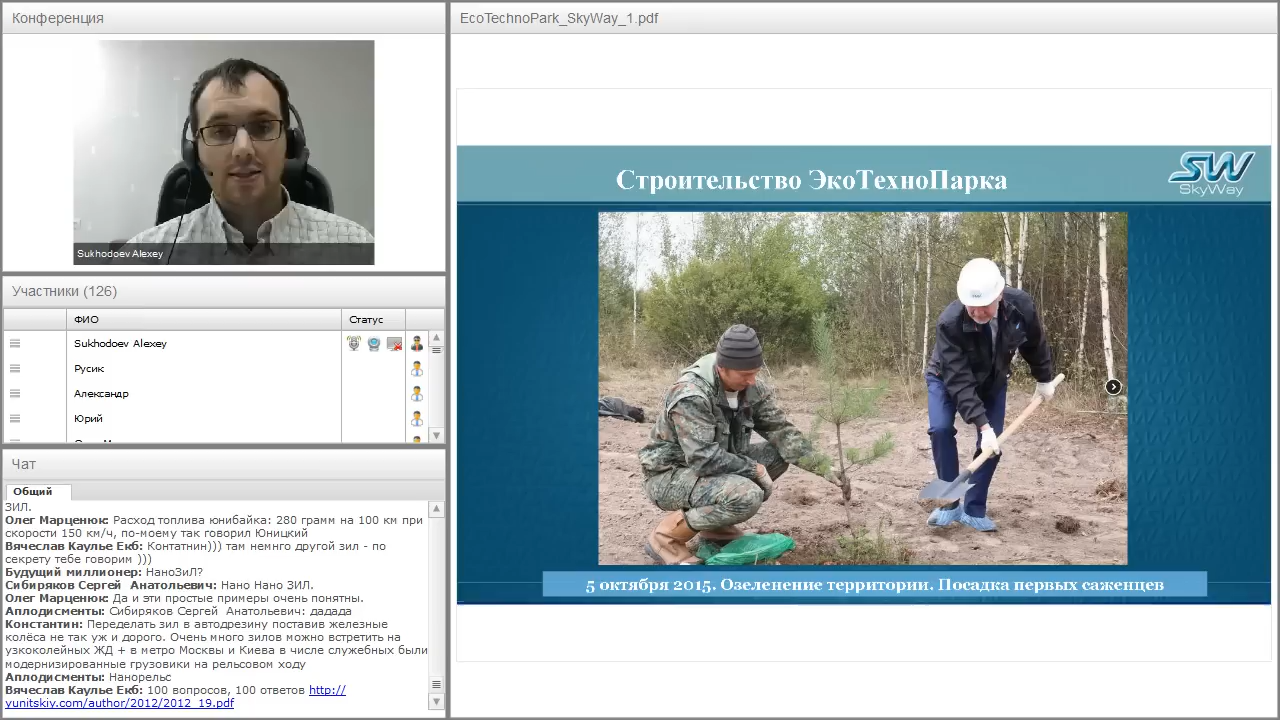 Конференция
Sukhodoev Alexey
Участники (126)
ФИО
Статус
Sukhodoev Alexey
Русик
Александр
Юрий
Чат
Общий
ЗИЛ.
Олег Марценюк: Расход топлива юнибайка: 280 грамм на 100 км при
скорости 150 км/ч, по-моему так говорил Юницкий
Вячеслав Каулье Екб: Контатнин))) там немнго другой зил - по
секрету тебе говорим )))
Будущий миллионер: НаноЗиЛ?
Сибиряков Сергей Анатольевич: Нано Нано ЗИЛ.
Олег Марценюк: Да и эти простые примеры очень понятны.
Аплодисменты: Сибиряков Сергей Анатольевич: дадада
Константин: Переделать зил в автодрезину поставив железные
колёса не так уж и дорого. Очень много зилов можно встретить на
узкоколейных ЖД + в метро Москвы и Киева в числе служебных были
модернизированные грузовики на рельсовом ходу
Аплодисменты: Нанорельс
Вячеслав Каулье Екб: 100 вопросов, 100 ответов http://
yunitskiy.com/author/2012/2012_19.pdf
EcoTechnoPark_SkyWay_1.pdf
Строительство ЭкоТехноПарка
SW
SkyWay
5 октября 2015. Озеленение территории. Посадка первых саженцев